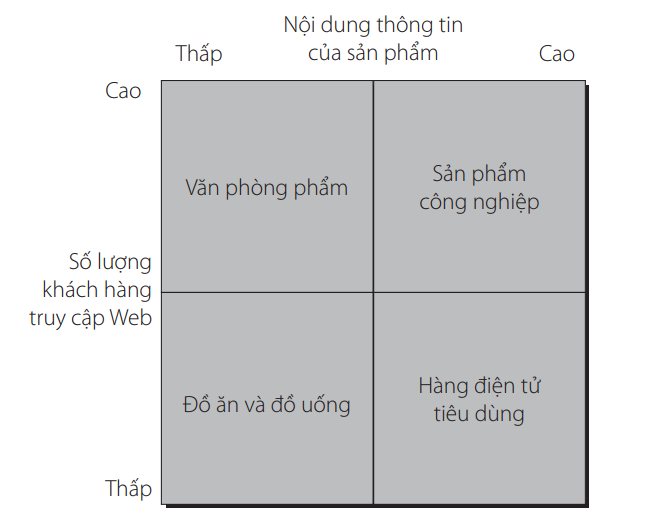 Nội dung thông tin
của sản phẩm
Thấp
Cao
Cao
Văn phòng phẩm
Sản phẩm
công nghiệp
Số lượng
khách hàng
truy cập Web
Đồ ăn và đồ uống
Hàng điện tử
tiêu dùng
Thấp